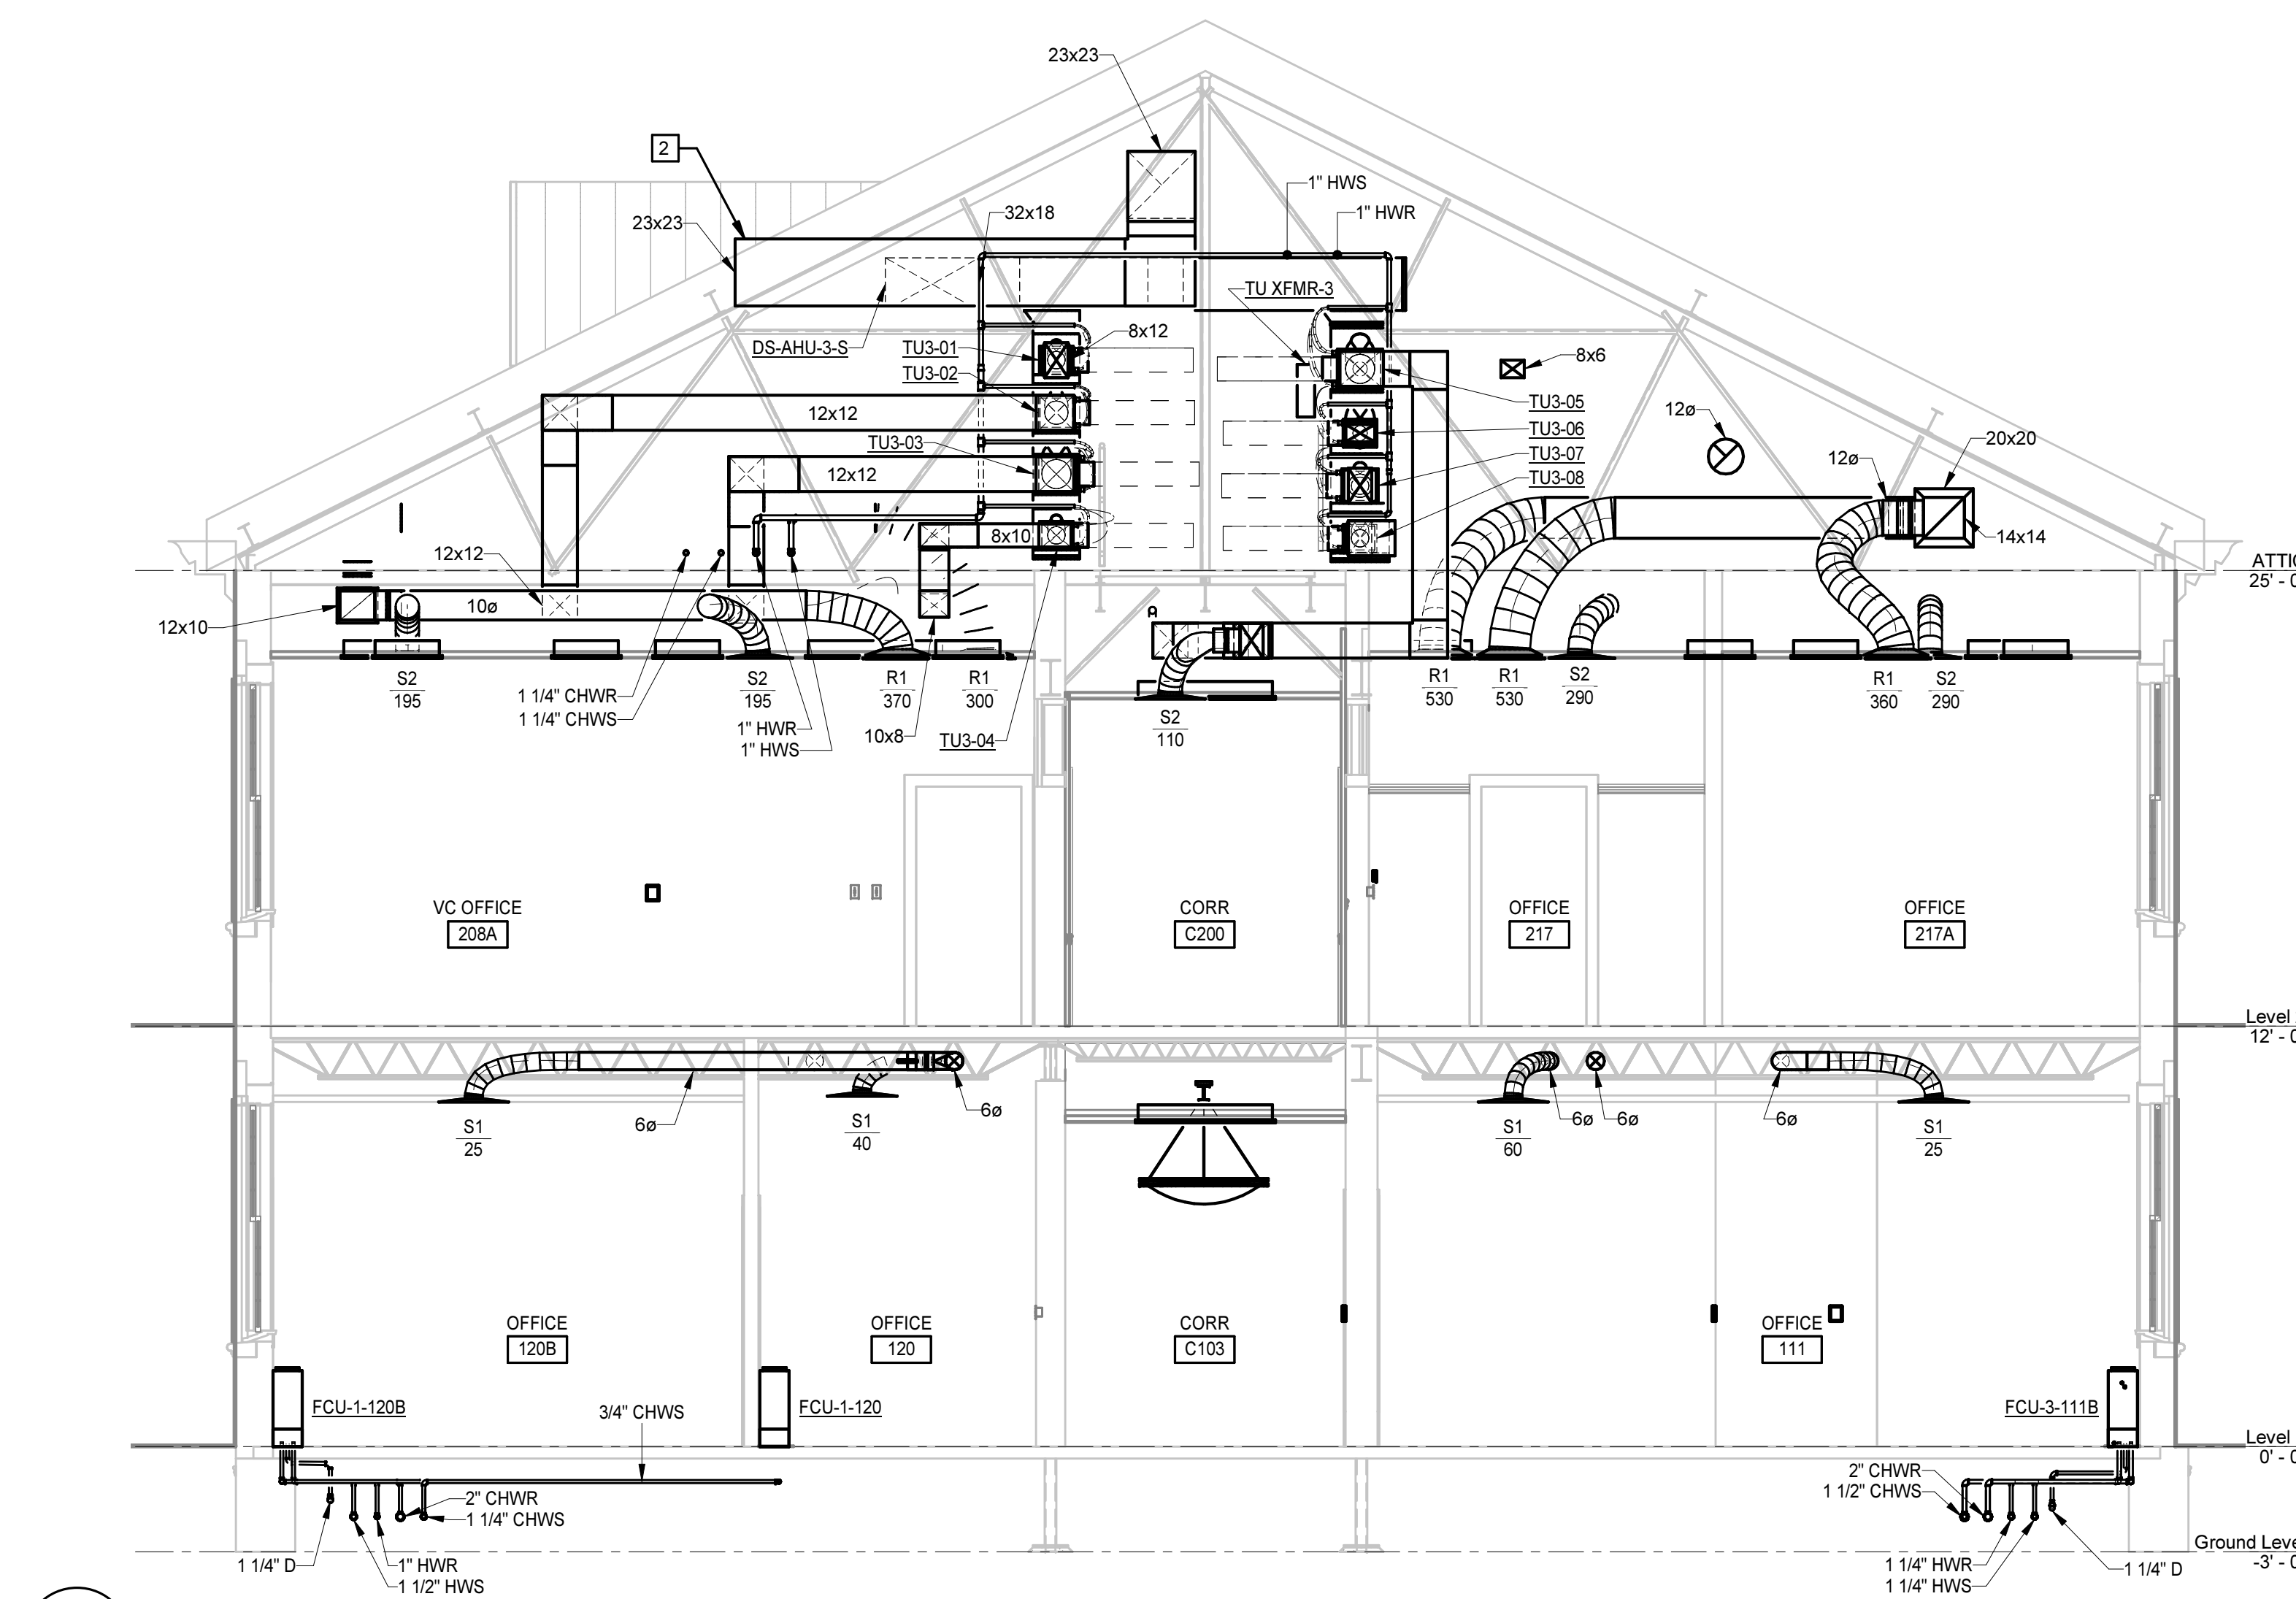 23x23
1" HWS
2
1" HWR
32x18
23x23
TU XFMR-3
8x12
DS-AHU-3-S
TU3-01
8x6
TU3-02
TU3-05
12x12
12ø
TU3-06
TU3-03
20x20
TU3-07
12ø
12x12
TU3-08
8x10
14x14
12x12
ATTIC
25' - 0
10ø
12x10
S2
195
1 1/4" CHWR
1 1/4" CHWS
S2
195
R1
370
R1
300
1" HWR
1" HWS
10x8
TU3-04
S2
110
R1
530
R1
530
S2
290
R1
360
S2
290
VC OFFICE
208A
CORR
C200
OFFICE
217
OFFICE
217A
Level
12' - 0
S1
25
6ø
S1
40
6ø
S1
60
6ø
6ø
6ø
S1
25
OFFICE
120B
OFFICE
120
CORR
C103
OFFICE
111
FCU-1-120B
3/4" CHWS
FCU-1-120
FCU-3-111B
Level
0' - 0
2" CHWR
1 1/4" CHWS
2" CHWR
1 1/2" CHWS
1 1/4" D
1" HWR
1 1/2" HWS
1 1/4" HWR
1 1/4" HWS
1 1/4" D
Ground Leve
-3' - 0